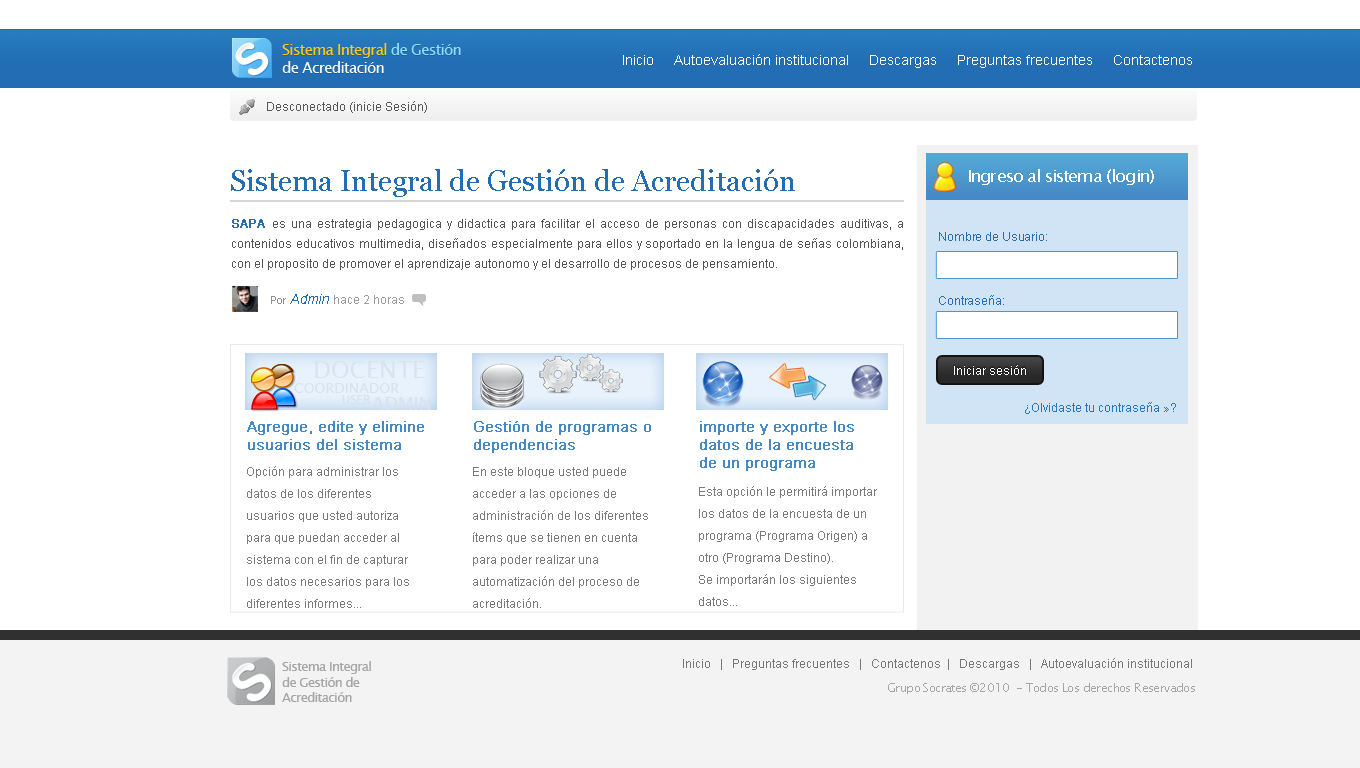 Sistema Integral de Gestión
de Acreditación
Inicio Autoevaluación institucional Descargas Preguntas frecuentes Contactenos
Desconectado (inicie Sesión)
Sistema Integral de Gestión de Acreditación
SAPA es una estrategia pedagogica y didactica para facilitar el acceso de personas con discapacidades auditivas, a
contenidos educativos multimedia, diseñados especialmente para ellos y soportado en la lengua de señas colombiana,
con el proposito de promover el aprendizaje autonomo y el desarrollo de procesos de pensamiento.
Por Admin hace 2 horas
DOCENTE
COORDINADOR
USER
ADMIN
Agregue, edite y elimine
usuarios del sistema
Opción para administrar los
datos de los diferentes
usuarios que usted autoriza
para que puedan acceder al
sistema con el fin de capturar
los datos necesarios para los
diferentes informes...
Gestión de programas o
dependencias
En este bloque usted puede
acceder a las opciones de
administración de los diferentes
ítems que se tienen en cuenta
para poder realizar una
automatización del proceso de
acreditación.
importe y exporte los
datos de la encuesta
de un programa
Esta opción le permitirá importar
los datos de la encuesta de un
programa (Programa Origen) a
otro (Programa Destino).
Se importarán los siguientes
datos...
Ingreso al sistema (login)
Nombre de Usuario:
Contraseña:
Iniciar sesión
¿Olvidaste tu contraseña »?
Sistema Integral
de Gestión de
Acreditación
Inicio | Preguntas frecuentes | Contactenos | Descargas | Autoevaluación institucional
Grupo Socrates ©2010 - Todos Los derechos Reservados